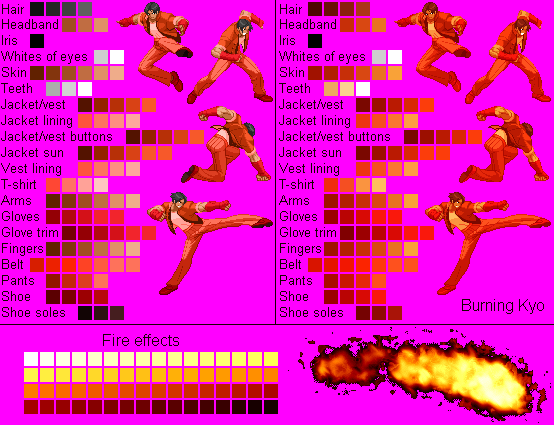 Hair
Headband
Iris
Whites of eyes
Skin
Teeth
Jacket/vest
Jacket lining
Jacket/vest buttons
Jacket sun
Vest lining
T-shirt
Arms
Gloves
Glove trim
Fingers
Belt
Pants
Shoe
Shoe soles
Hair
Headband
Iris
Whites of eyes
Skin
Teeth
Jacket/vest
Jacket lining
Jacket/vest buttons
Jacket sun
Vest lining
T-shirt
Arms
Gloves
Glove trim
Fingers
Belt
Pants
Shoe
Shoe soles
Burning Kyo
Fire effects